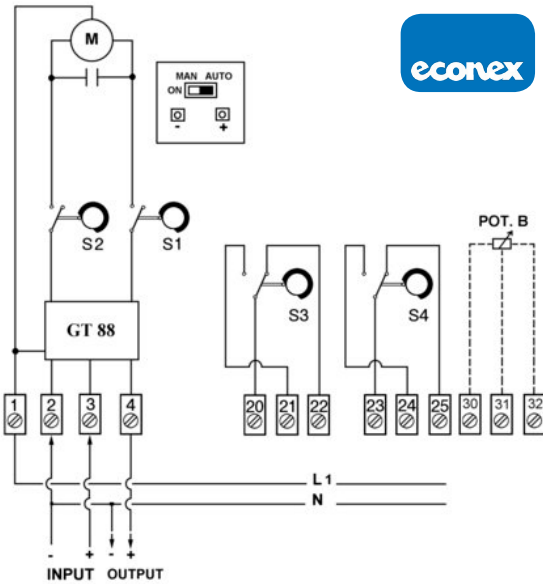 econex
M
MAN AUTO
ON
- +
S2 S1
POT. B
S3 S4
GT 88
1 2 3 4 20 21 22 23 24 25 30 31 32
L1
N
- + - +
INPUT OUTPUT